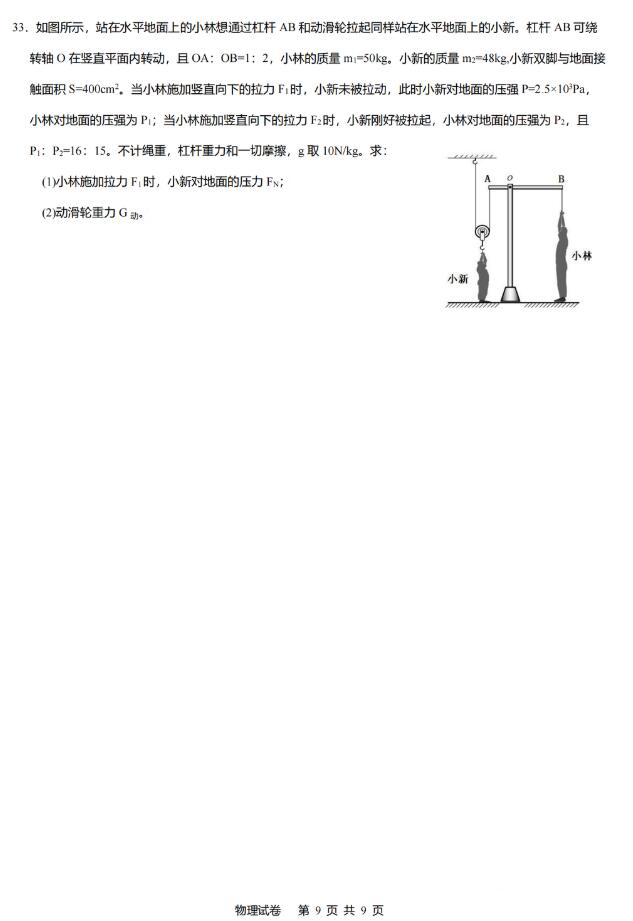 33．如图所示，站在水平地面上的小林想通过杠杆 AB 和动滑轮拉起同样站在水平地面上的小新。杠杆 AB 可绕
转轴 O 在竖直平面内转动，且 OA：OB=1：2，小林的质量 m₁=50kg。小新的质量 m₂=48kg,小新双脚与地面接
触面积 S=400cm²。当小林施加竖直向下的拉力 F₁时，小新未被拉动，此时小新对地面的压强 P=2.5×10³Pa，
小林对地面的压强为 P₁；当小林施加竖直向下的拉力 F₂时，小新刚好被拉起，小林对地面的压强为 P₂，且
P₁：P₂=16：15。不计绳重，杠杆重力和一切摩擦，g 取 10N/kg。求：
(1)小林施加拉力 F₁时，小新对地面的压力 Fₙ；
(2)动滑轮重力 G 动。
A O B
小林
小新
物理试卷 第 9 页 共 9 页